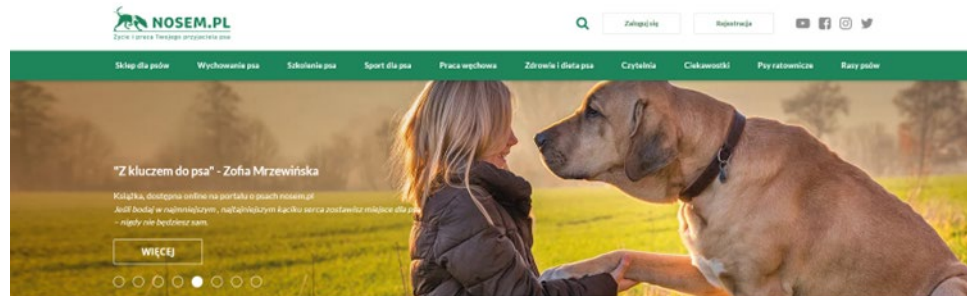 NOSEM.PL
Życie i praca Twojego przyjaciela psa
Zaloguj się
Rejestracja
Sklep dla psów
Wychowanie psa
Szkolenie psa
Sport dla psa
Praca węchowa
Zdrowie i dieta psa
Czytelnia
Ciekawostki
Psy ratownicze
Rasy psów
"Z kluczem do psa" - Zofia Mrzewińska
Książka, dostępna online na portalu o psach nosem.pl
Jeśli bodaj w najmniejszym, najtajniejszym kąciku serca zostawisz miejsce dla psa
– nigdy nie będziesz sam.
WIĘCEJ